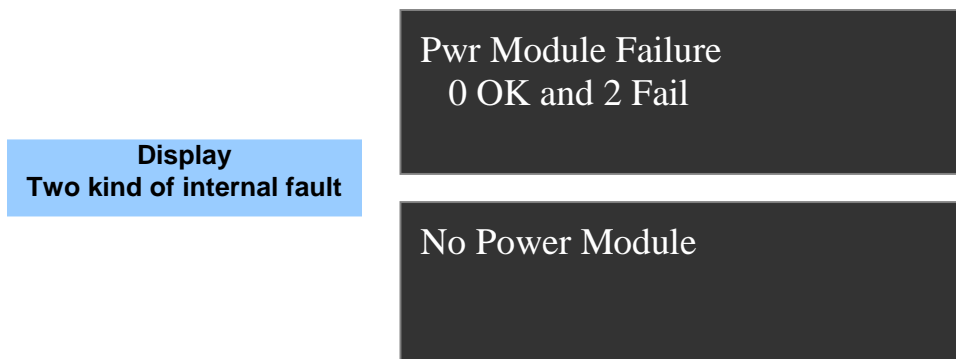 Display
Two kind of internal fault
Pwr Module Failure
0 OK and 2 Fail
No Power Module